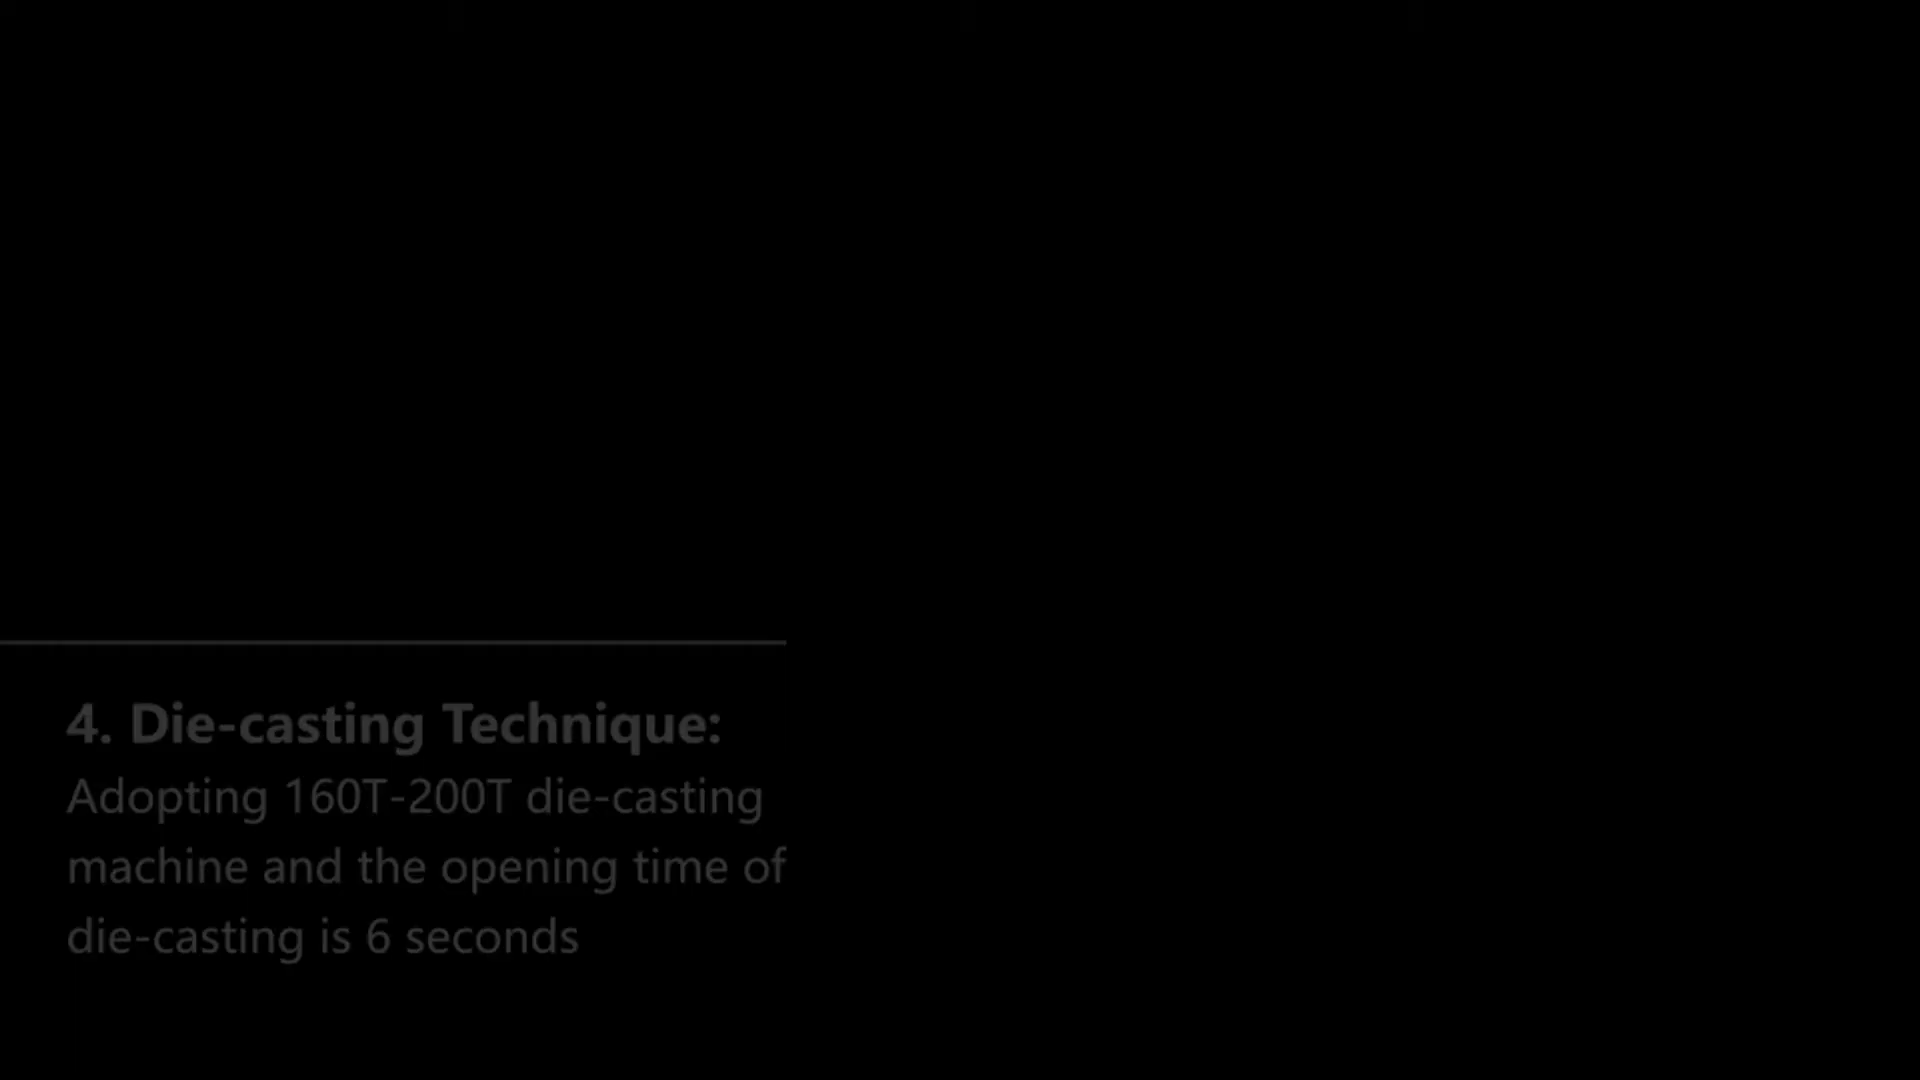 4. Die-casting Technique:
Adopting 160T-200T die-casting
machine and the opening time of
die-casting is 6 seconds